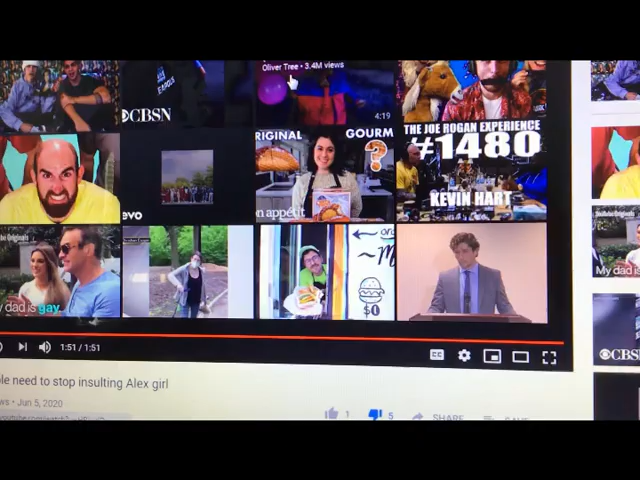 Oliver Tree • 3.4M views
CBSN
4:19
RIGINAL GOURM
?
THE JOE ROGAN EXPERIENCE
#1480
KEVIN HART
evo
n appétit
y dad is gay
$0
My dad is
CBSN
1:51 / 1:51
le need to stop insulting Alex girl
ws • Jun 5, 2020
1 5 SHARE